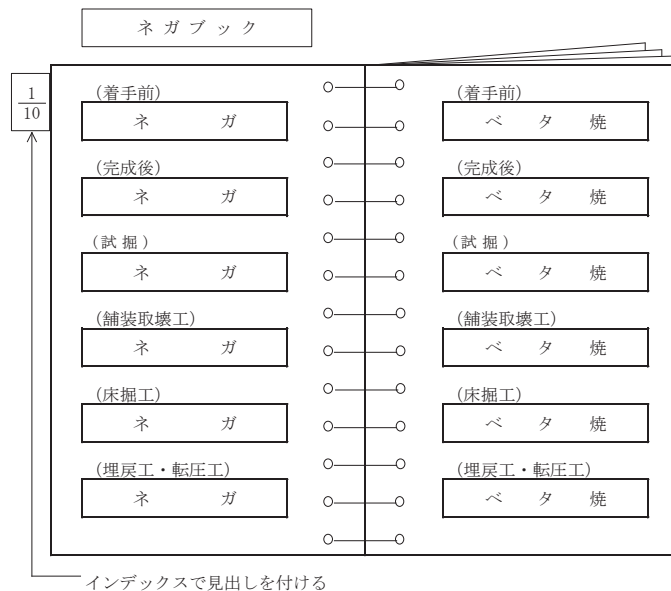 ネガブック
1
10
(着手前)
ネガ
(完成後)
ネガ
(試掘)
ネガ
(舗装取壊工)
ネガ
(床掘工)
ネガ
(埋戻工・転圧工)
ネガ
(着手前)
ベタ焼
(完成後)
ベタ焼
(試掘)
ベタ焼
(舗装取壊工)
ベタ焼
(床掘工)
ベタ焼
(埋戻工・転圧工)
ベタ焼
インデックスで見出しを付ける